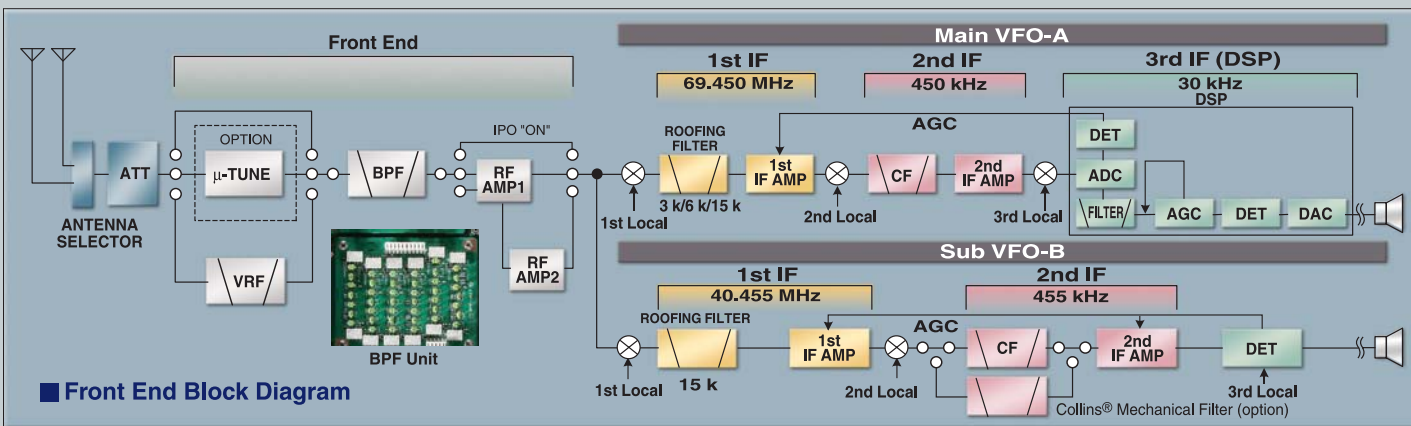 Front End
Main VFO-A
1st IF
2nd IF
3rd IF (DSP)
69.450 MHz
450 kHz
30 kHz
DSP
OPTION
IPO "ON"
ROOFING
FILTER
AGC
DET
ATT
µ-TUNE
BPF
RF
AMP1
1st
IF AMP
CF
2nd
IF AMP
ADC
3 k/6 k/15 k
FILTER
AGC
DET
DAC
1st Local
2nd Local
3rd Local
ANTENNA
SELECTOR
VRF
RF
AMP2
BPF Unit
Sub VFO-B
1st IF
2nd IF
40.455 MHz
455 kHz
ROOFING FILTER
AGC
1st
IF AMP
CF
2nd
IF AMP
DET
15 k
1st Local
2nd Local
3rd Local
Collins® Mechanical Filter (option)
Front End Block Diagram